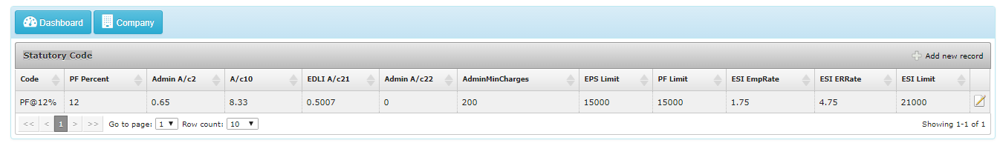 Dashboard Company
Statutory Code Add new record
Code PF Percent Admin A/c2 A/c10 EDLI A/c21 Admin A/c22 AdminMinCharges EPS Limit PF Limit ESI EmpRate ESI ERRate ESI Limit
PF@12% 12 0.65 8.33 0.5007 0 200 15000 15000 1.75 4.75 21000
<< < 1 > >> Go to page: 1 Row count: 10 Showing 1-1 of 1